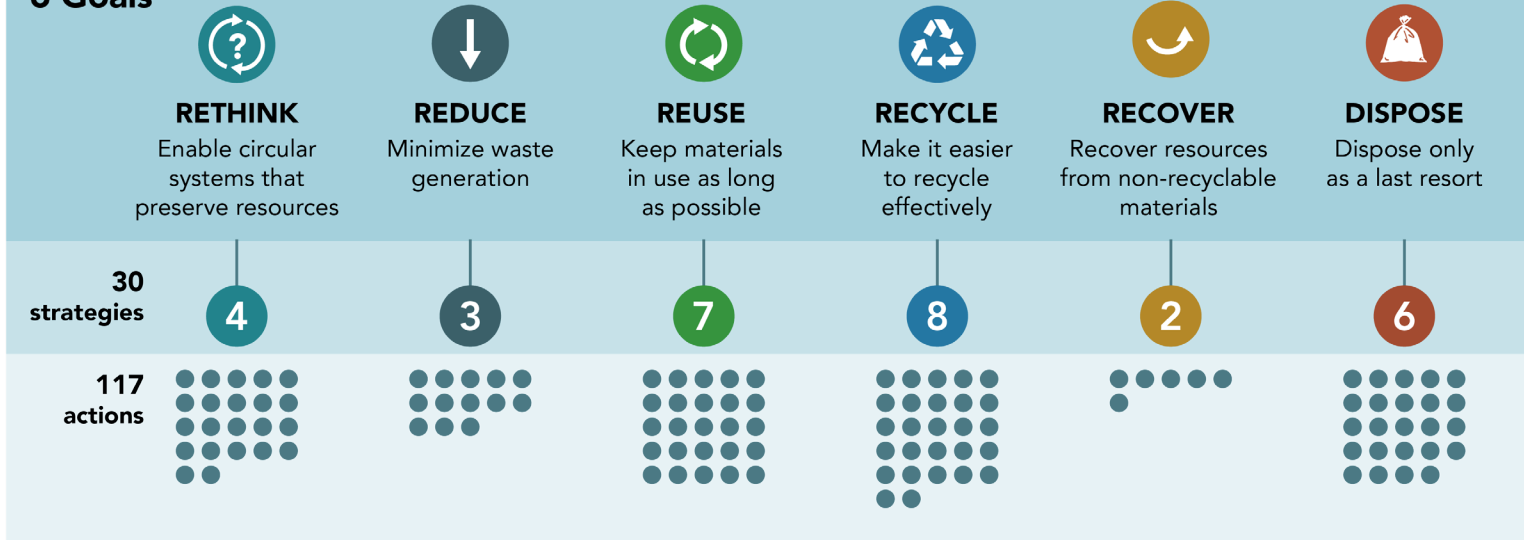 6 Goals
?
RETHINK
Enable circular
systems that
preserve resources
REDUCE
Minimize waste
generation
REUSE
Keep materials
in use as long
as possible
RECYCLE
Make it easier
to recycle
effectively
RECOVER
Recover resources
from non-recyclable
materials
DISPOSE
Dispose only
as a last resort
30
strategies
4
3
7
8
2
6
117
actions